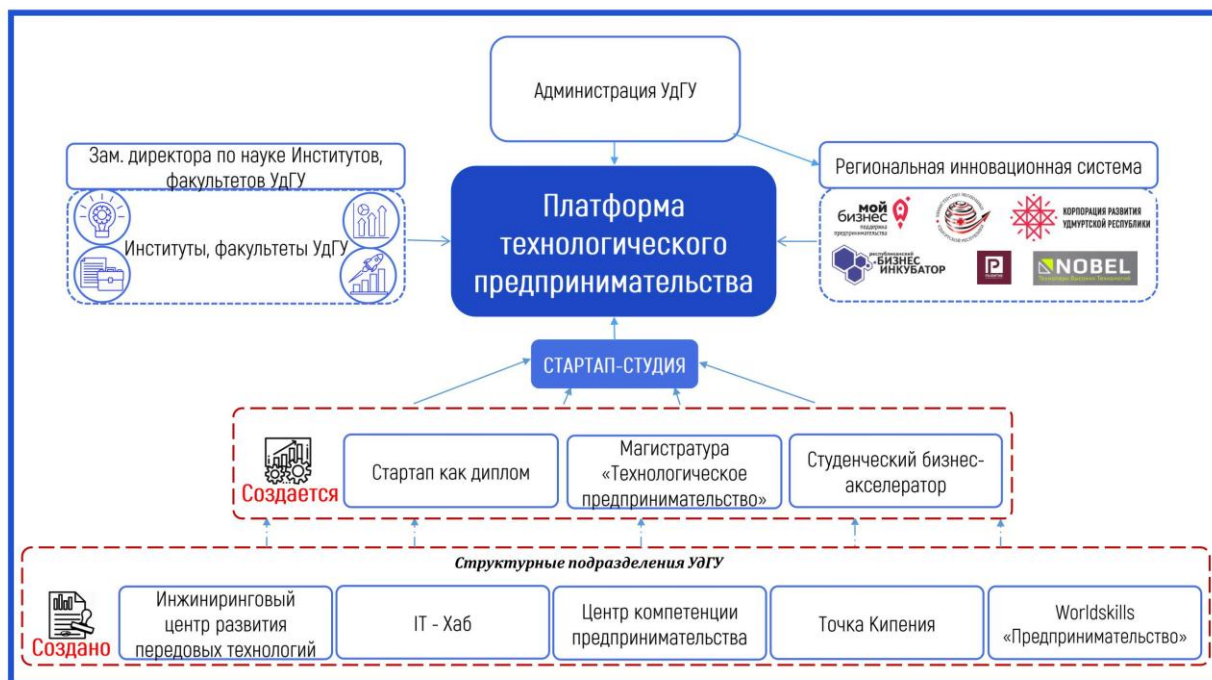 Администрация УдГУ
Зам. директора по науке Институтов,
факультетов УдГУ
Институты, факультеты УдГУ
Платформа
технологического
предпринимательства
Региональная инновационная система
МОЙ
бизнес
поддержка
предпринимательства
КОРПОРАЦИЯ РАЗВИТИЯ
УДМУРТСКОЙ РЕСПУБЛИКИ
республиканский
БИЗНЕС
ИНКУБАТОР
NOBEL
СТАРТАП-СТУДИЯ
Создается
Стартап как диплом
Магистратура
«Технологическое
предпринимательство»
Студенческий бизнес-
акселератор
Структурные подразделения УдГУ
Создано
Инжиниринговый
центр развития
передовых технологий
IT - Хаб
Центр компетенции
предпринимательства
Точка Кипения
Worldskills
«Предпринимательство»